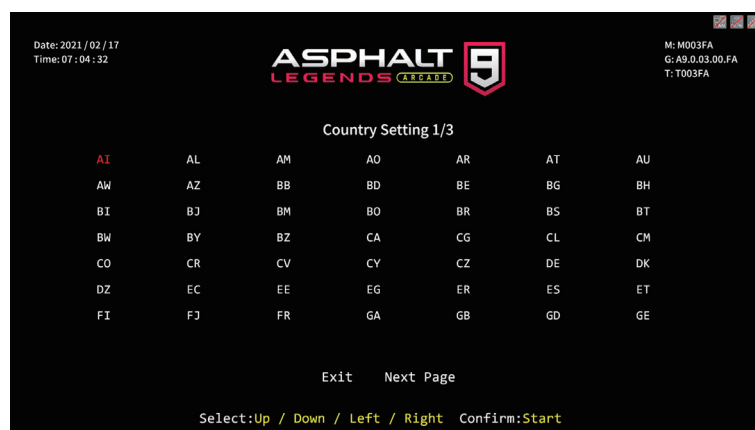 Date: 2021 / 02 / 17
Time: 07 : 04 : 32
ASPHALT 9
LEGENDS ARCADE
M: M003FA
G: A9.0.03.00.FA
T: T003FA
Country Setting 1/3
AI AL AM AO AR AT AU
AW AZ BB BD BE BG BH
BI BJ BM BO BR BS BT
BW BY BZ CA CG CL CM
CO CR CV CY CZ DE DK
DZ EC EE EG ER ES ET
FI FJ FR GA GB GD GE
Exit Next Page
Select:Up / Down / Left / Right Confirm:Start